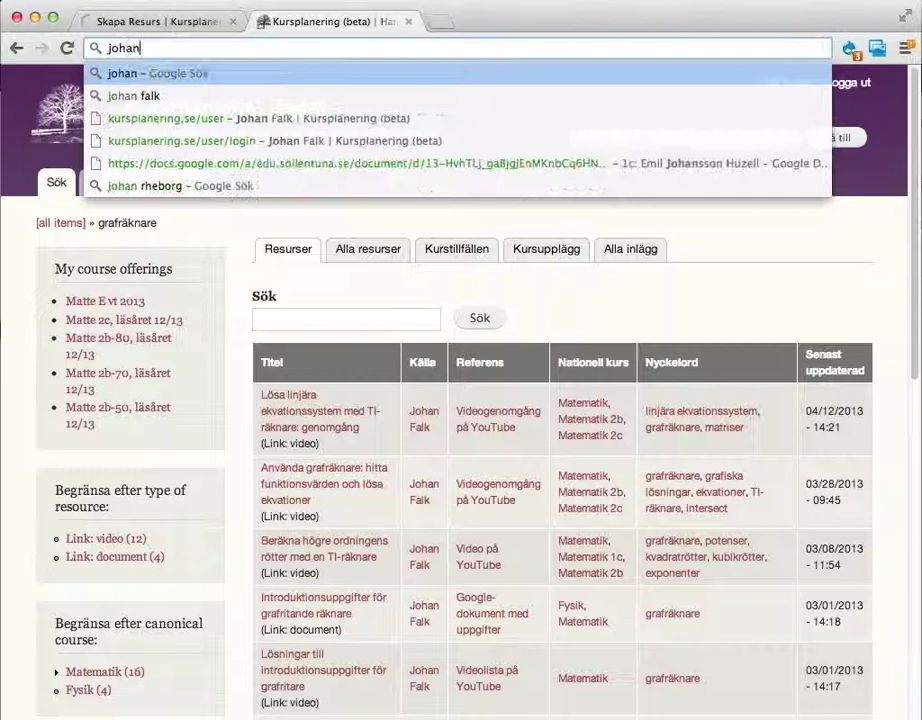 Skapa Resurs | Kursplane
Kursplanering (beta) | Ha
johan
3
johan – Google Sök
johan falk
kursplanering.se/user – Johan Falk | Kursplanering (beta)
kursplanering.se/user/login – Johan Falk | Kursplanering (beta)
– 1c: Emil Johansson Huzell – Google D...
johan rheborg – Google Sök
ogga ut
till
Sök
[all items] » grafräknare
My course offerings
Matte E vt 2013
Matte 2c, läsåret 12/13
Matte 2b-80, läsåret
12/13
Matte 2b-70, läsåret
12/13
Matte 2b-50, läsåret
12/13
Begränsa efter type of
resource:
Link: video (12)
Link: document (4)
Begränsa efter canonical
course:
Matematik (16)
Fysik (4)
Resurser
Alla resurser
Kurstillfällen
Kursupplägg
Alla inlägg
Sök
Sök
Titel
Källa
Referens
Nationell kurs
Nyckelord
Senast
uppdaterad
Lösa linjära
ekvationssystem med TI-
räknare: genomgång
(Link: video)
Johan
Falk
Videogenomgång
på YouTube
Matematik,
Matematik 2b,
Matematik 2c
linjära ekvationssystem,
grafräknare, matriser
04/12/2013
- 14:21
Använda grafräknare: hitta
funktionsvärden och lösa
ekvationer
(Link: video)
Johan
Falk
Videogenomgång
på YouTube
Matematik,
Matematik 2b,
Matematik 2c
grafräknare, grafiska
lösningar, ekvationer, TI-
räknare, intersect
03/28/2013
- 09:45
Beräkna högre ordningens
rötter med en TI-räknare
(Link: video)
Johan
Falk
Video på
YouTube
Matematik,
Matematik 1c,
Matematik 2b
grafräknare, potenser,
kvadratrötter, kubikrötter,
exponenter
03/08/2013
- 11:54
Introduktionsuppgifter för
grafritande räknare
(Link: document)
Johan
Falk
Google-
dokument med
uppgifter
Fysik,
Matematik
grafräknare
03/01/2013
- 14:18
Lösningar till
introduktionsuppgifter för
grafritare
(Link: video)
Johan
Falk
Videolista på
YouTube
Matematik
grafräknare
03/01/2013
- 14:17